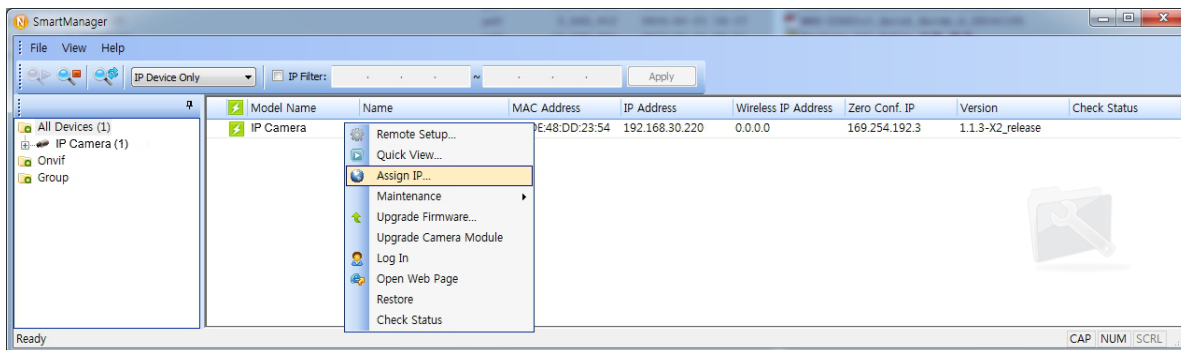 SmartManager
File View Help
IP Device Only IP Filter: . . . ~ . . . Apply
Model Name Name MAC Address IP Address Wireless IP Address Zero Conf. IP Version Check Status
All Devices (1)
IP Camera (1)
Onvif
Group
IP Camera 0E:48:DD:23:54 192.168.30.220 0.0.0.0 169.254.192.3 1.1.3-X2_release
Remote Setup...
Quick View...
Assign IP...
Maintenance
Upgrade Firmware...
Upgrade Camera Module
Log In
Open Web Page
Restore
Check Status
Ready CAP NUM SCRL